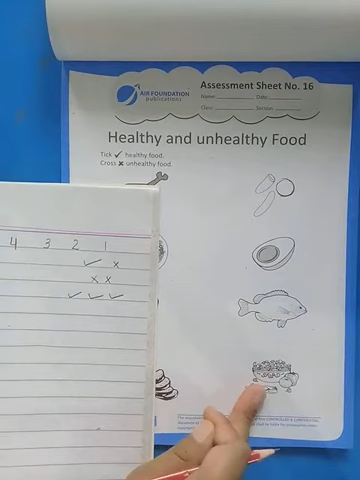 AIR FOUNDATION
publications
Assessment Sheet No. 16
Name: Date:
Class: Section:
Healthy and unhealthy Food
Tick ✓ healthy food.
Cross ✖ unhealthy food.
4 3 2 1
✓ x
x x
✓ ✓ ✓